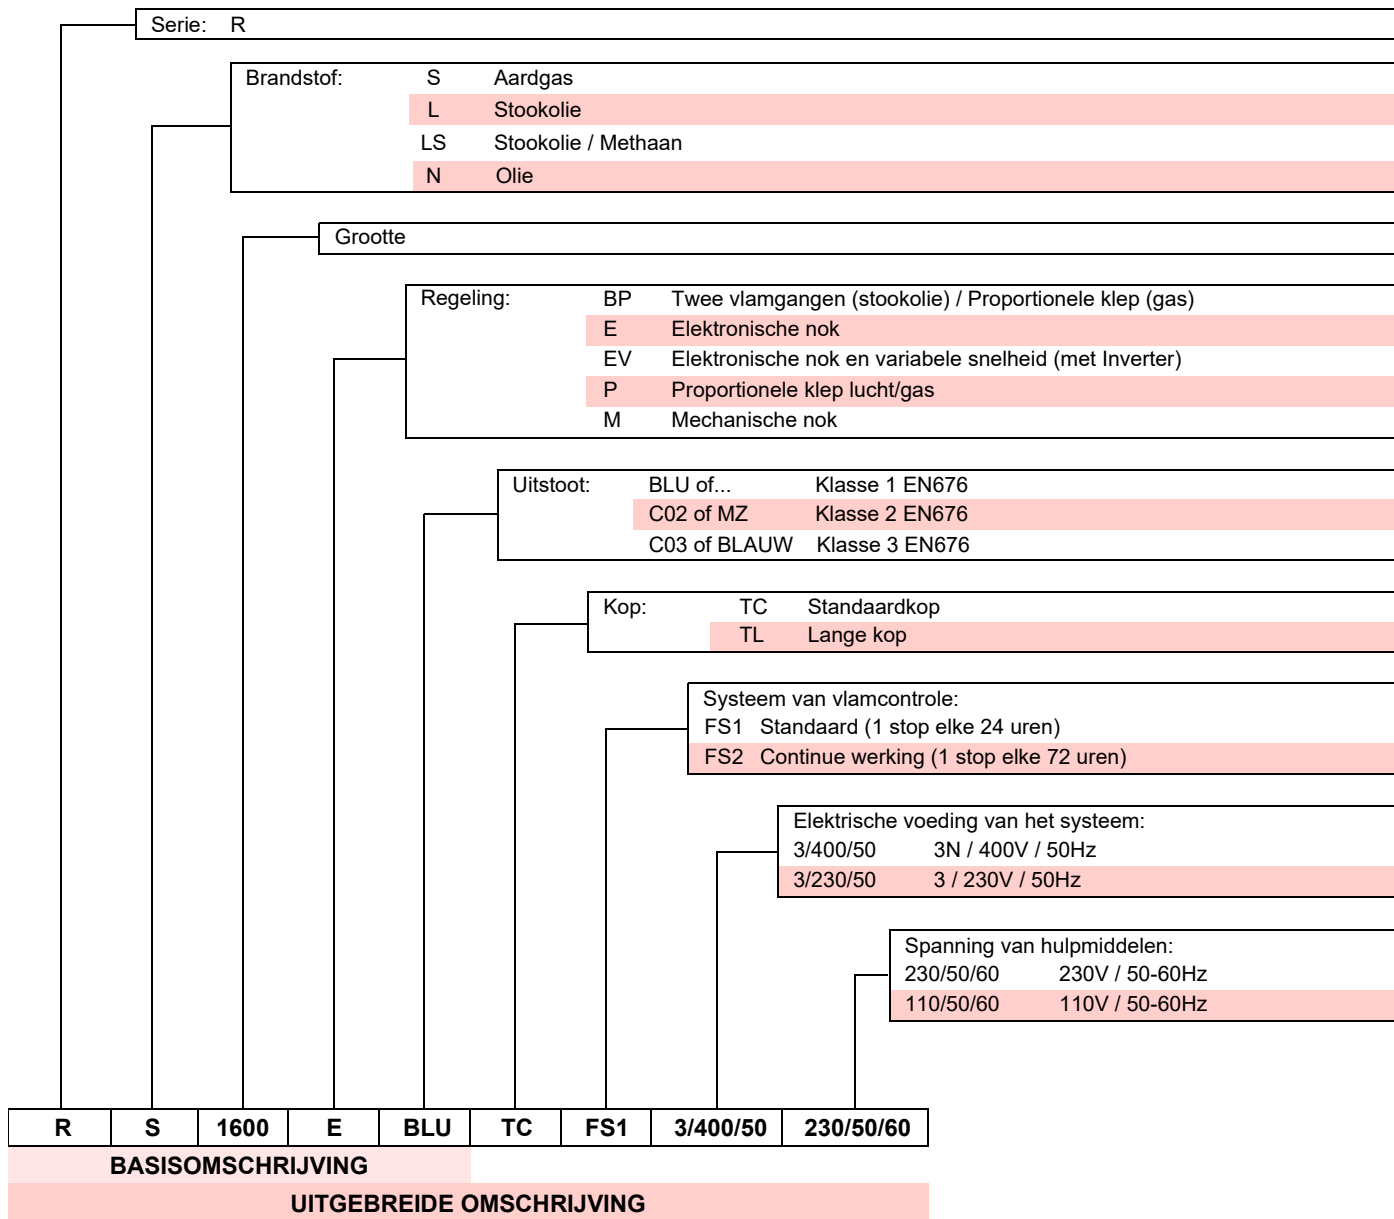 Serie: R
Brandstof: S Aardgas
L Stookolie
LS Stookolie / Methaan
N Olie
Grootte
Regeling: BP Twee vlamgangen (stookolie) / Proportionele klep (gas)
E Elektronische nok
EV Elektronische nok en variabele snelheid (met Inverter)
P Proportionele klep lucht/gas
M Mechanische nok
Uitstoot: BLU of... Klasse 1 EN676
C02 of MZ Klasse 2 EN676
C03 of BLAUW Klasse 3 EN676
Kop: TC Standaardkop
TL Lange kop
Systeem van vlamcontrole:
FS1 Standaard (1 stop elke 24 uren)
FS2 Continue werking (1 stop elke 72 uren)
Elektrische voeding van het systeem:
3/400/50 3N / 400V / 50Hz
3/230/50 3 / 230V / 50Hz
Spanning van hulpmiddelen:
230/50/60 230V / 50-60Hz
110/50/60 110V / 50-60Hz
R S 1600 E BLU TC FS1 3/400/50 230/50/60
BASISOMSCHRIJVING
UITGEBREIDE OMSCHRIJVING